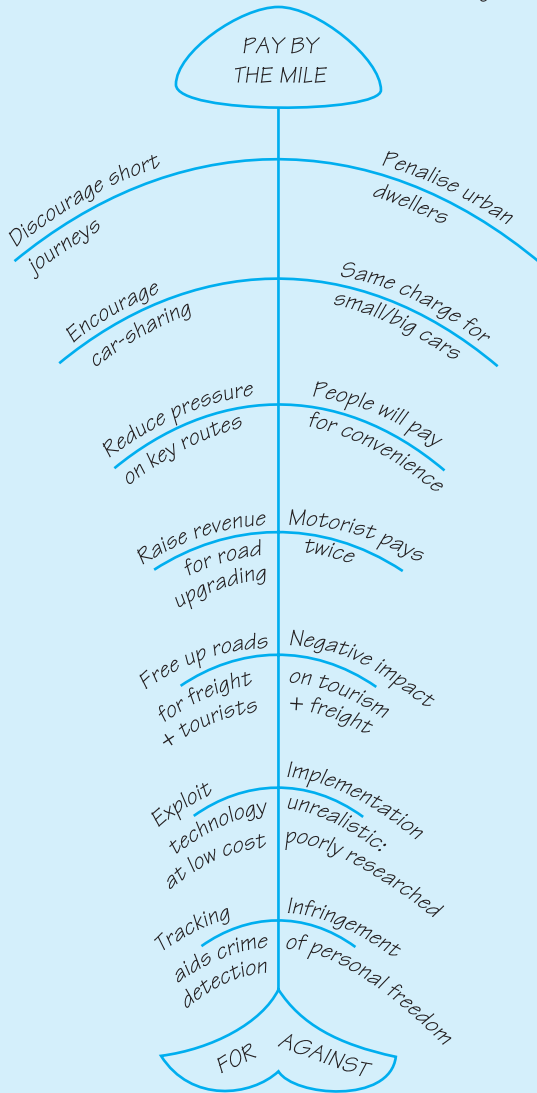 PAY BY
THE MILE
Discourage short
journeys
Penalise urban
dwellers
Encourage
car-sharing
Same charge for
small/big cars
Reduce pressure
on key routes
People will pay
for convenience
Raise revenue
for road
upgrading
Motorist pays
twice
Free up roads
for freight
+ tourists
Negative impact
on tourism
+ freight
Exploit
technology
at low cost
Implementation
unrealistic:
poorly researched
Tracking
aids crime
detection
Infringement
of personal freedom
FOR
AGAINST